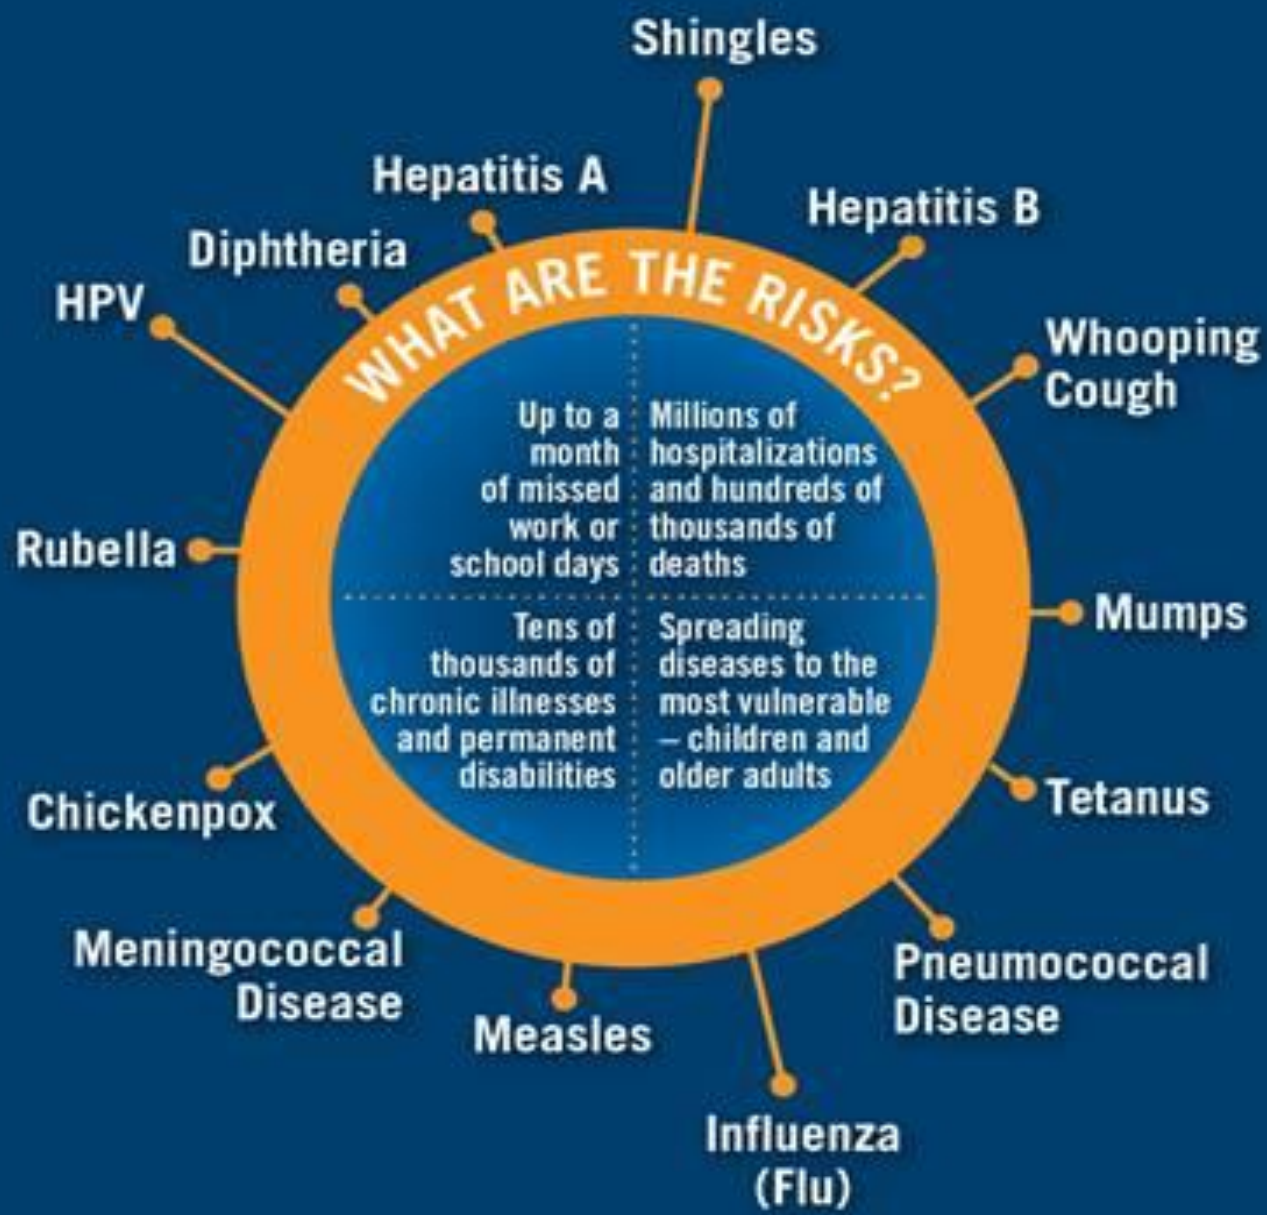 Shingles
Hepatitis A
Hepatitis B
Diphtheria
HPV
Whooping
Cough
WHAT ARE THE RISKS?
Up to a
month
of missed
work or
school days
Millions of
hospitalizations
and hundreds of
thousands of
deaths
Rubella
Mumps
Tens of
thousands of
chronic illnesses
and permanent
disabilities
Spreading
diseases to the
most vulnerable
– children and
older adults
Chickenpox
Tetanus
Meningococcal
Disease
Pneumococcal
Disease
Measles
Influenza
(Flu)